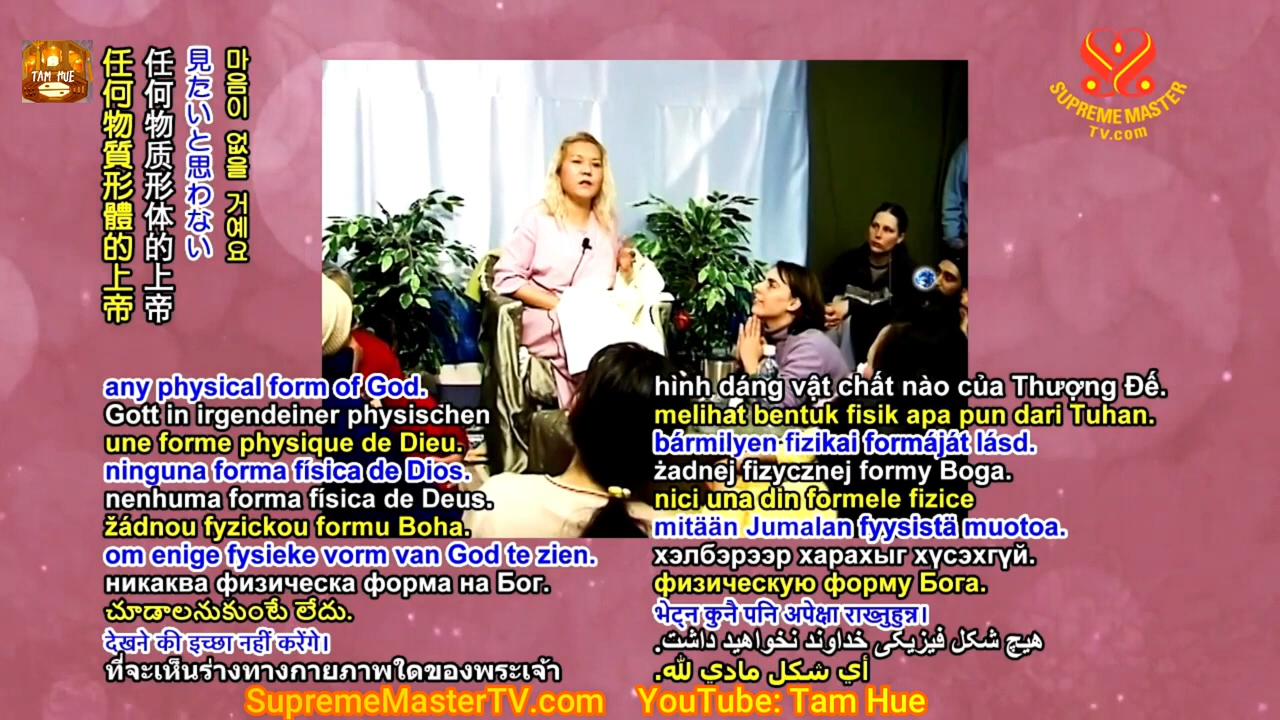 TAM HUE
任何物質形體的上帝
任何物质形体的上帝
見たいと思わない
마음이 없을 거예요
SUPREME MASTER
TV.com
any physical form of God.
Gott in irgendeiner physischen
une forme physique de Dieu.
ninguna forma física de Dios.
nenhuma forma física de Deus.
žádnou fyzickou formu Boha.
om enige fysieke vorm van God te zien.
никаква физическа форма на Бог.
చూడాలనుకుంటే లేదు.
देखने की इच्छा नहीं करेंगे।
ที่จะเห็นร่างทางกายภาพใดของพระเจ้า
hình dáng vật chất nào của Thượng Đế.
melihat bentuk fisik apa pun dari Tuhan.
bármilyen fizikai formáját lásd.
żadnej fizycznej formy Boga.
nici una din formele fizice
mitään Jumalan fyysistä muotoa.
хэлбэрээр харахыг хүсэхгүй.
физическую форму Бога.
भेट्न कुनै पनि अपेक्षा राख्नुहुन्न।
هیچ شکل فیزیکی خداوند نخواهید داشت.
أي شكل مادي لله.
SupremeMasterTV.com YouTube: Tam Hue